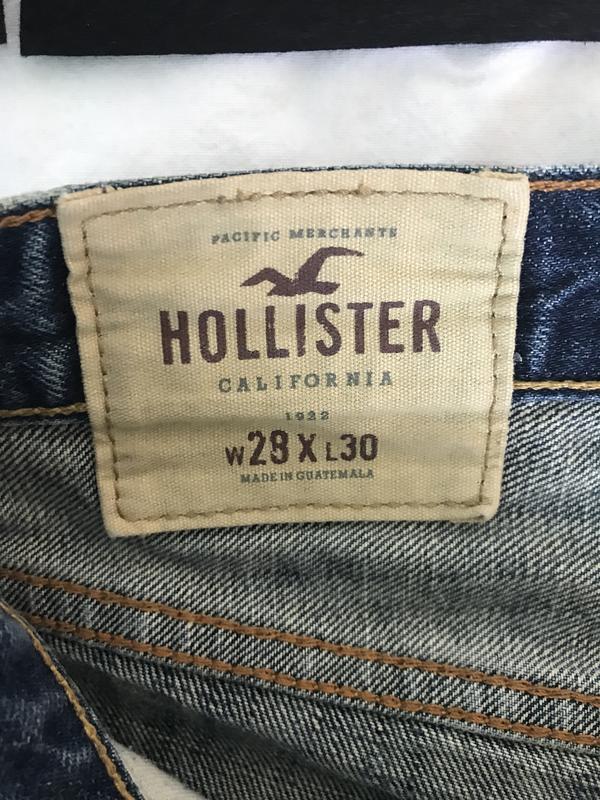 PACIFIC MERCHANTS
HOLLISTER
CALIFORNIA
1922
W28 X L30
MADE IN GUATEMALA